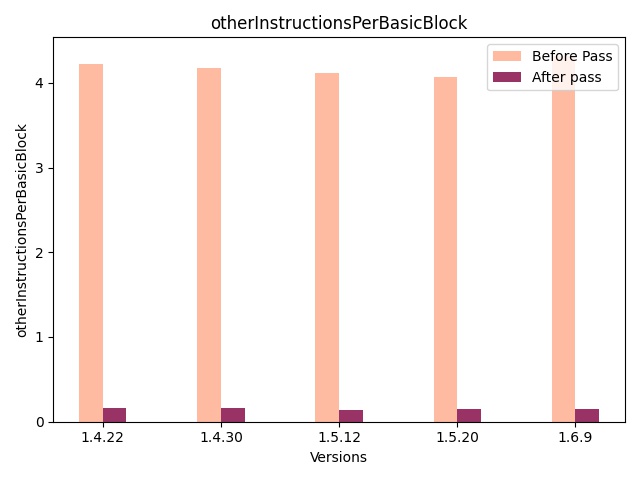 otherInstructionsPerBasicBlock
Before Pass
After pass
otherInstructionsPerBasicBlock
4
3
2
1
0
1.4.22
1.4.30
1.5.12
1.5.20
1.6.9
Versions